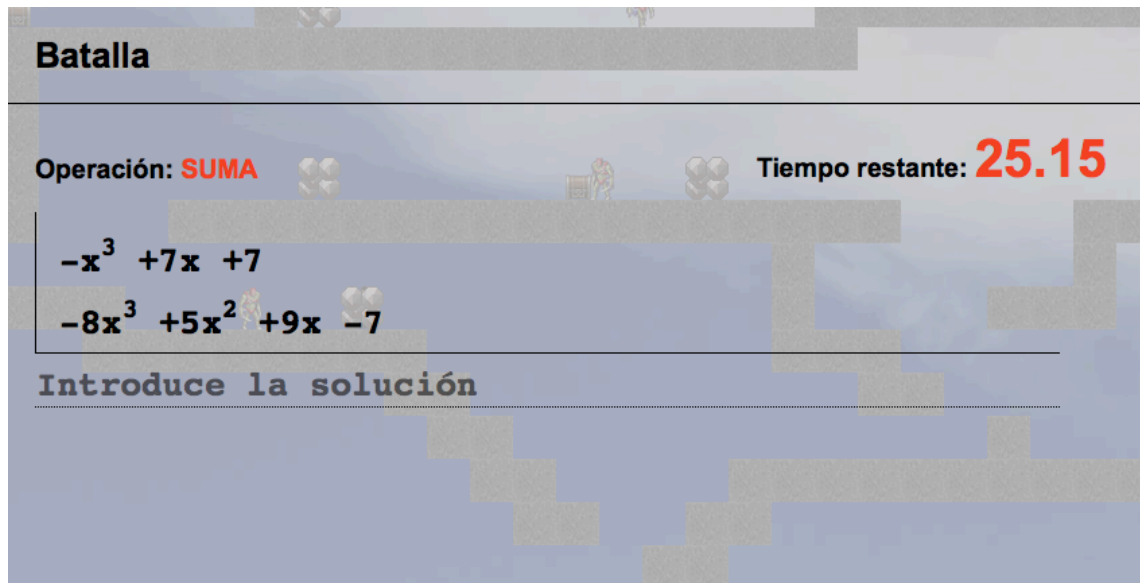 Batalla
Operación: SUMA
Tiempo restante: 25.15
-x³ +7x +7
-8x³ +5x² +9x -7
Introduce la solución